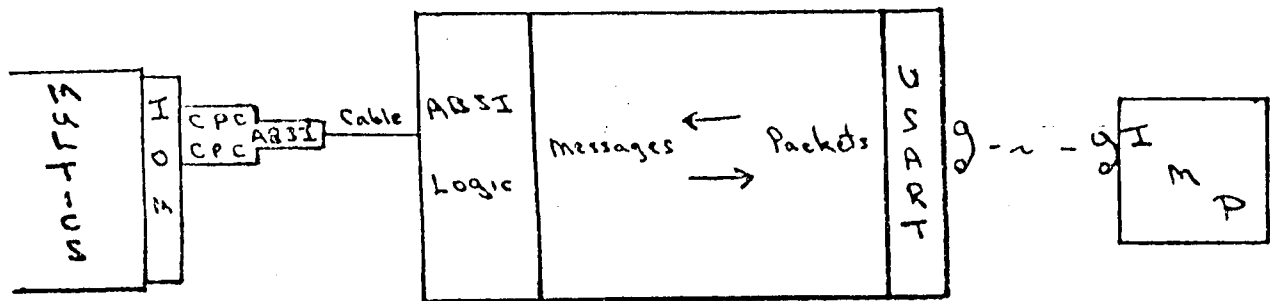 MULTICS
IOM
CPC
CPC
ABSI
Cable
ABSI
Logic
Messages
Packets
USART
IMP